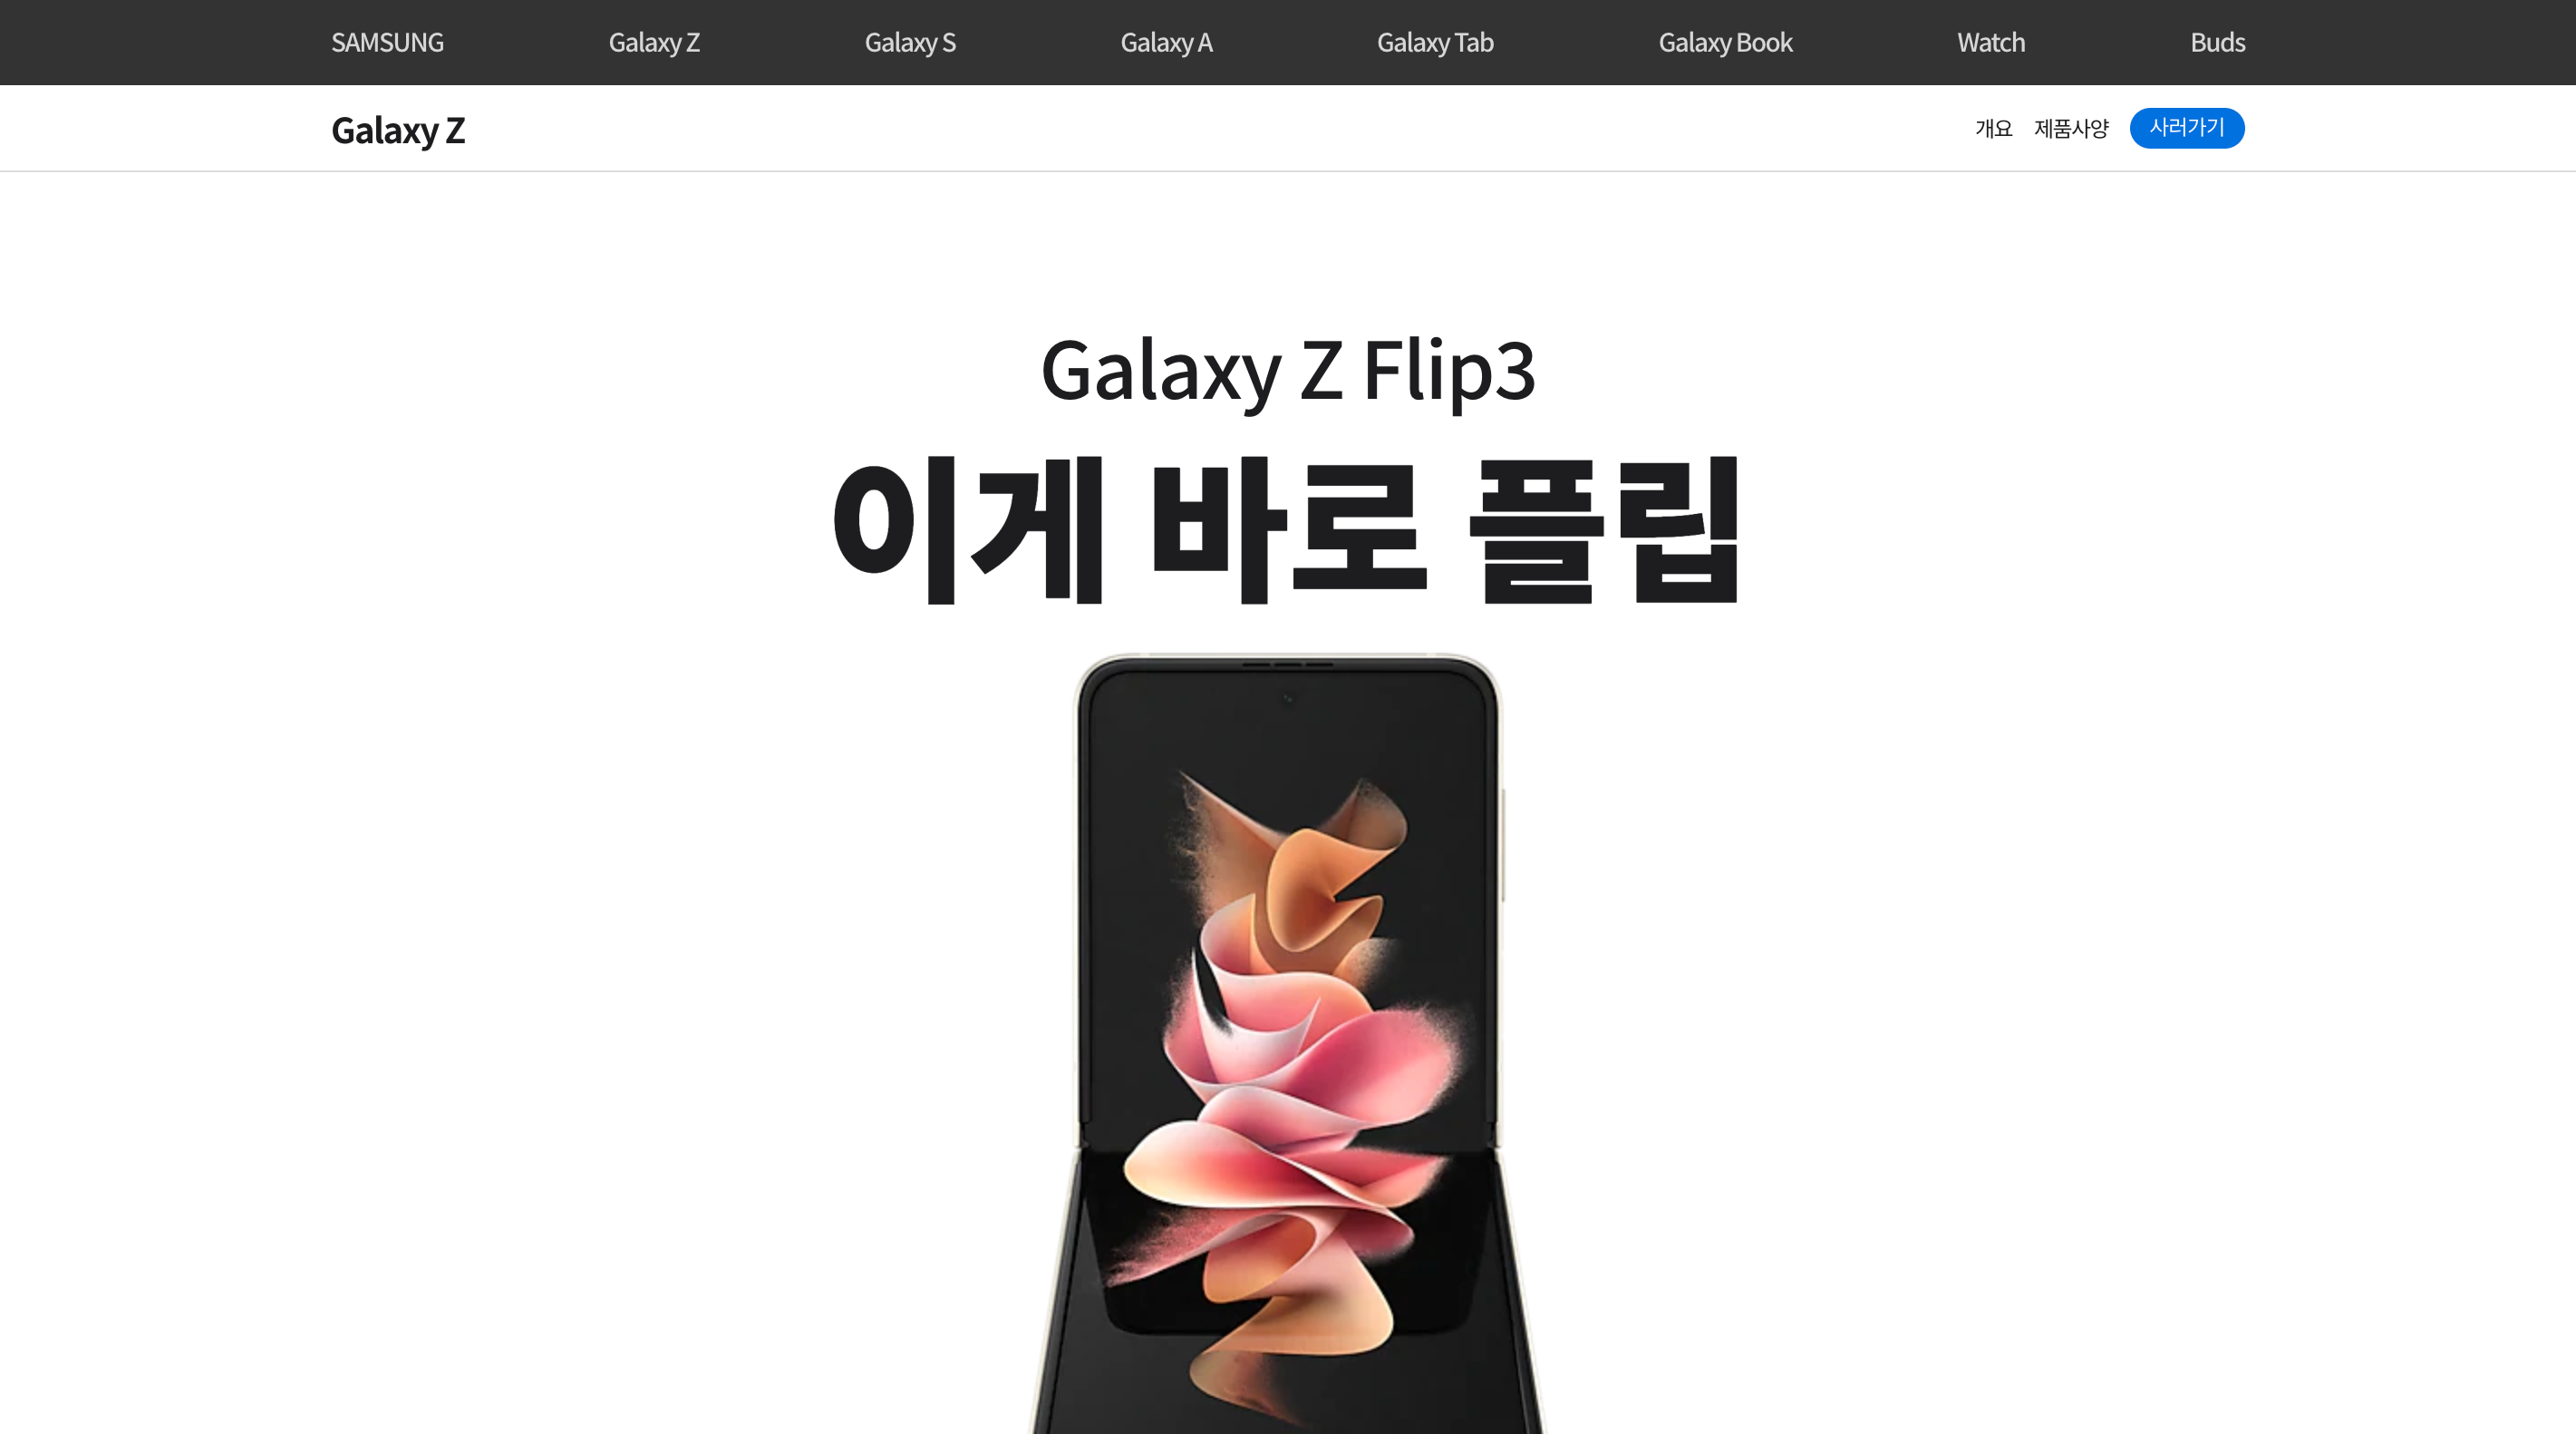 SAMSUNG Galaxy Z Galaxy S Galaxy A Galaxy Tab Galaxy Book Watch Buds
Galaxy Z 개요 제품사양 사러가기
Galaxy Z Flip3
이게 바로 플립